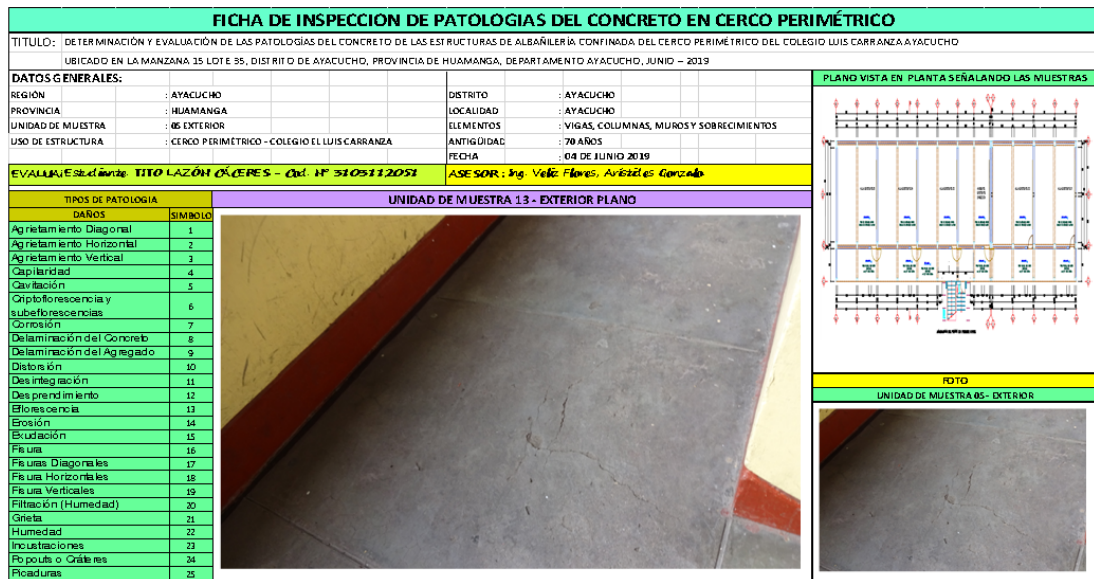 FICHA DE INSPECCION DE PATOLOGIAS DEL CONCRETO EN CERCO PERIMÉTRICO
TITULO: DETERMINACIÓN Y EVALUACIÓN DE LAS PATOLOGÍAS DEL CONCRETO DE LAS ESTRUCTURAS DE ALBAÑILERÍA CONFINADA DEL CERCO PERIMÉTRICO DEL COLEGIO LUIS CARRANZA AYACUCHO
UBICADO EN LA MANZANA 15 LOTE 35, DISTRITO DE AYACUCHO, PROVINCIA DE HUAMANGA, DEPARTAMENTO AYACUCHO, JUNIO – 2019
DATOS GENERALES:
REGIÓN : AYACUCHO
PROVINCIA : HUAMANGA
UNIDAD DE MUESTRA : 05 EXTERIOR
USO DE ESTRUCTURA : CERCO PERIMÉTRICO - COLEGIO EL LUIS CARRANZA
DISTRITO : AYACUCHO
LOCALIDAD : AYACUCHO
ELEMENTOS : VIGAS, COLUMNAS, MUROS Y SOBRECIMIENTOS
ANTIGÜIDAD : 70 AÑOS
FECHA : 04 DE JUNIO 2019
EVALUA: Estudiante. TITO LAZÓN CÁCERES - Cod. Nº 3103112051
ASESOR : Ing. Veliz Flores, Arístides Gonzalo
PLANO VISTA EN PLANTA SEÑALANDO LAS MUESTRAS
TIPOS DE PATOLOGIA
DAÑOS SIMBOLO
Agrietamiento Diagonal 1
Agrietamiento Horizontal 2
Agrietamiento Vertical 3
Capilaridad 4
Cavitación 5
Criptoflorescencia y
subeflorescencias 6
Corrosión 7
Delaminación del Concreto 8
Delaminación del Agregado 9
Distorsión 10
Desintegración 11
Desprendimiento 12
Eflorescencia 13
Erosión 14
Exudación 15
Fisura 16
Fisuras Diagonales 17
Fisura Horizontales 18
Fisura Verticales 19
Filtración (Humedad) 20
Grieta 21
Humedad 22
Incustraciones 23
Popouts o Cráteres 24
Picaduras 25
UNIDAD DE MUESTRA 13 - EXTERIOR PLANO
FOTO
UNIDAD DE MUESTRA 05 - EXTERIOR